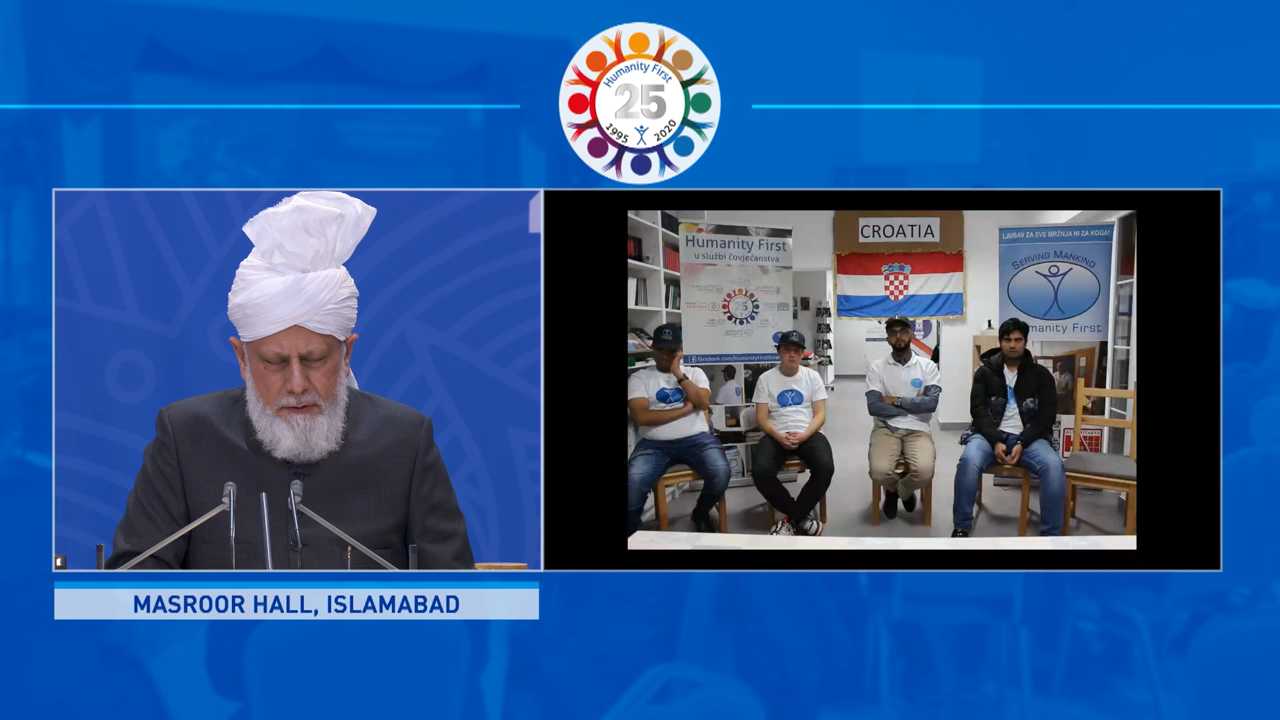 Humanity First
25
1995 2020
CROATIA
Humanity First
u službi čovječanstva
25
LJUBAV ZA SVE MRŽNJA NI ZA KOGA!
SERVING MANKIND
Humanity First
MASROOR HALL, ISLAMABAD